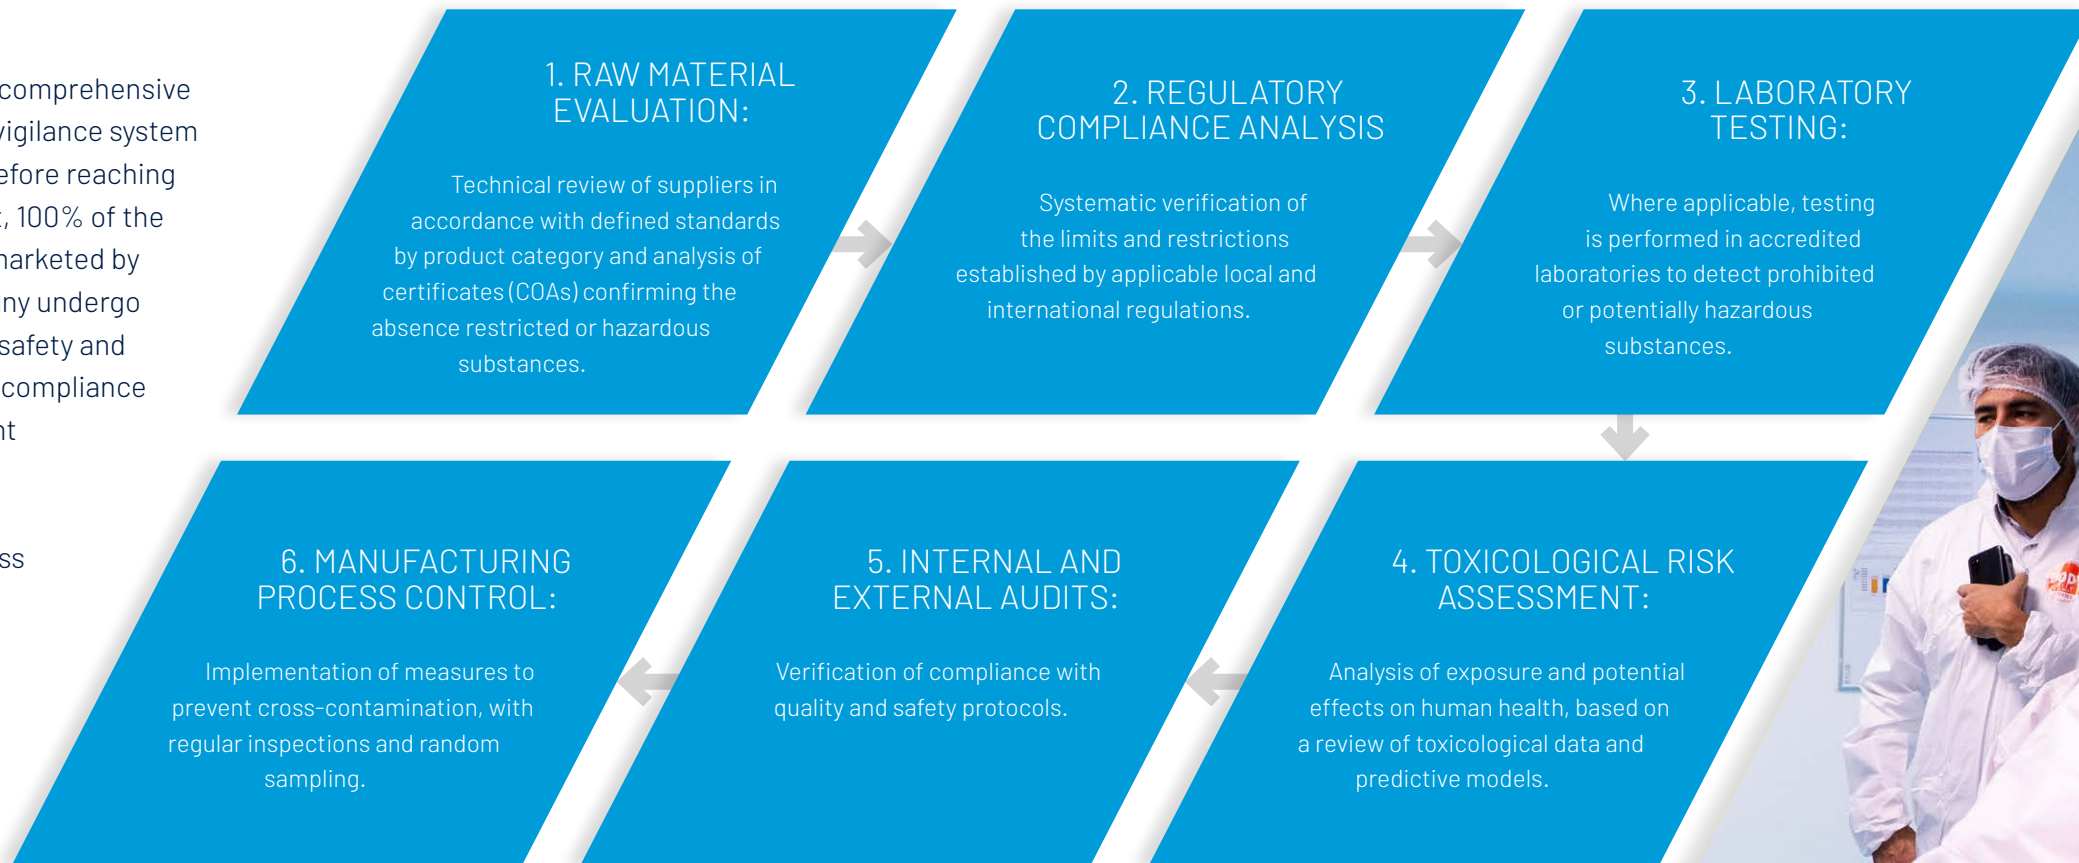 comprehensive
vigilance system
reaching
100% of the
marketed by
undergo
safety and
compliance
1. RAW MATERIAL
EVALUATION:
Technical review of suppliers in
accordance with defined standards
by product category and analysis of
certificates (COAs) confirming the
absence restricted or hazardous
substances.
2. REGULATORY
COMPLIANCE ANALYSIS
Systematic verification of
the limits and restrictions
established by applicable local and
international regulations.
3. LABORATORY
TESTING:
Where applicable, testing
is performed in accredited
laboratories to detect prohibited
or potentially hazardous
substances.
4. TOXICOLOGICAL RISK
ASSESSMENT:
Analysis of exposure and potential
effects on human health, based on
a review of toxicological data and
predictive models.
5. INTERNAL AND
EXTERNAL AUDITS:
Verification of compliance with
quality and safety protocols.
6. MANUFACTURING
PROCESS CONTROL:
Implementation of measures to
prevent cross-contamination, with
regular inspections and random
sampling.